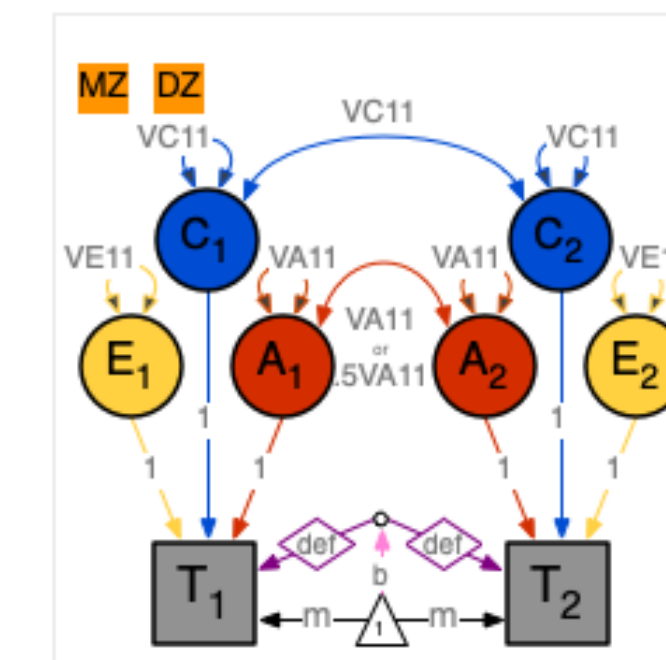 MZ DZ
VC11
VC11 VC11
C1 C2
VE11 VA11 VA11 VE1
VA11
or
.5VA11
E1 A1 A2 E2
1 1 1 1 1 1
def def
T1 T2
b
m 1 m